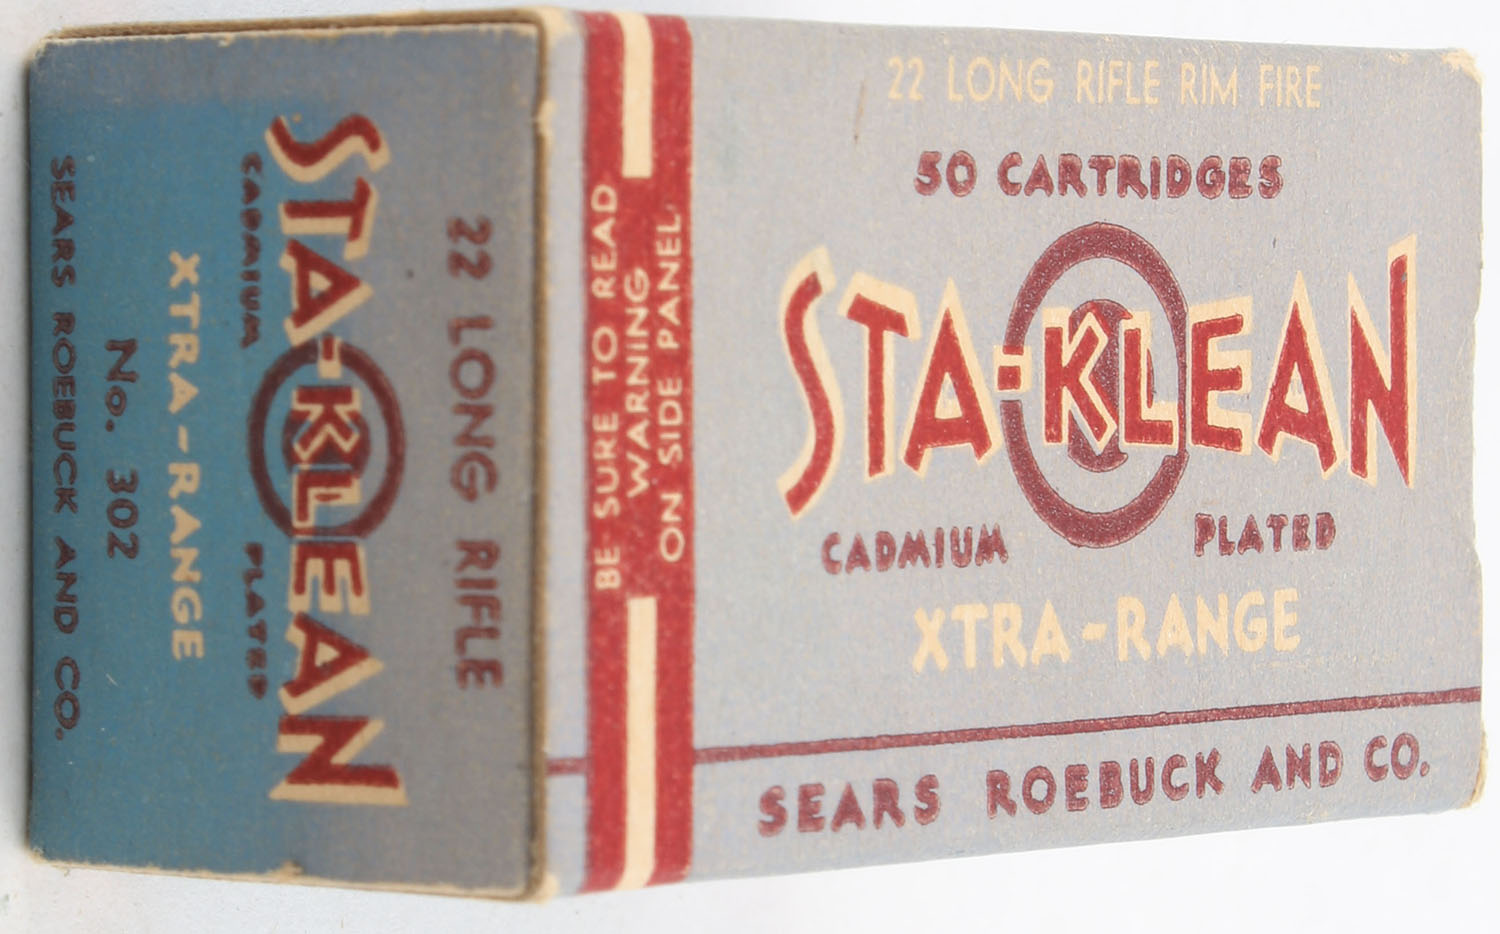 22 LONG RIFLE RIM FIRE
50 CARTRIDGES
STA-KLEAN
CADMIUM PLATED
XTRA-RANGE
SEARS ROEBUCK AND CO.
BE SURE TO READ
WARNING
ON SIDE PANEL
22 LONG RIFLE
STA-KLEAN
CADMIUM PLATED
XTRA-RANGE
No. 302
SEARS ROEBUCK AND CO.